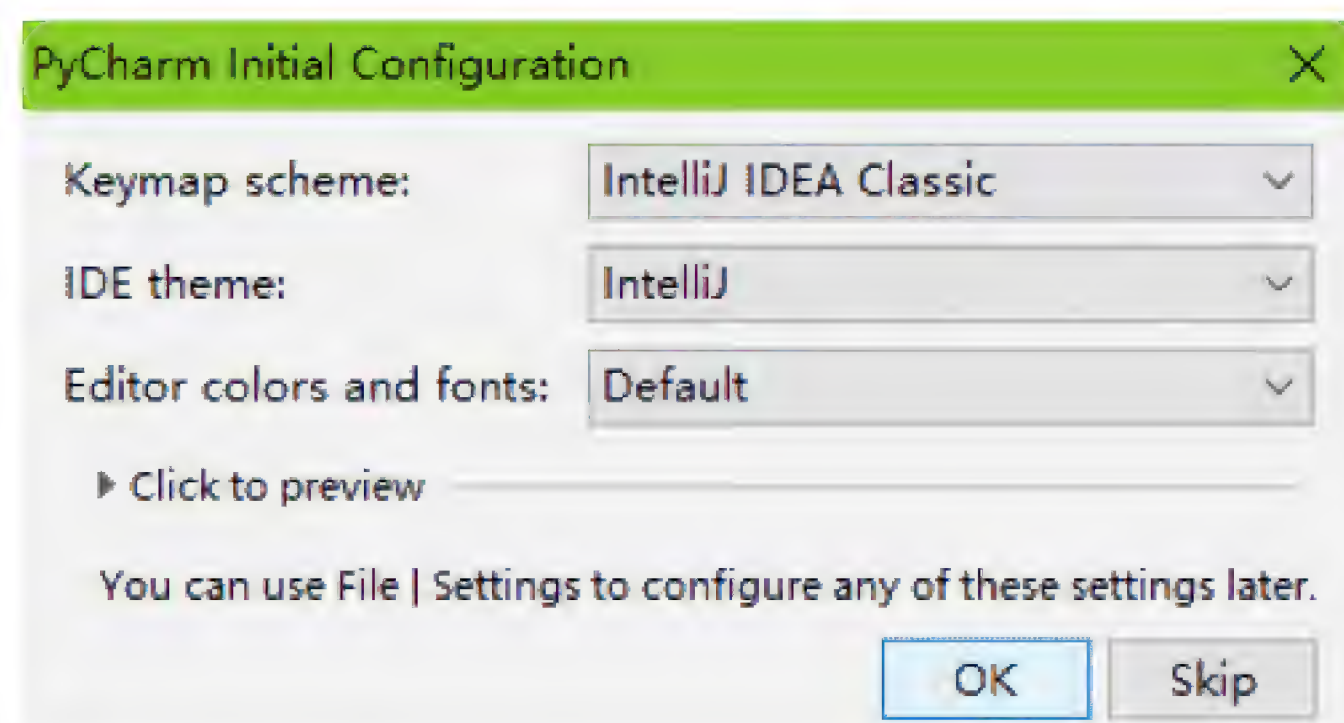 PyCharm Initial Configuration
Keymap scheme: IntelliJ IDEA Classic
IDE theme: IntelliJ
Editor colors and fonts: Default
Click to preview
You can use File | Settings to configure any of these settings later.
OK Skip